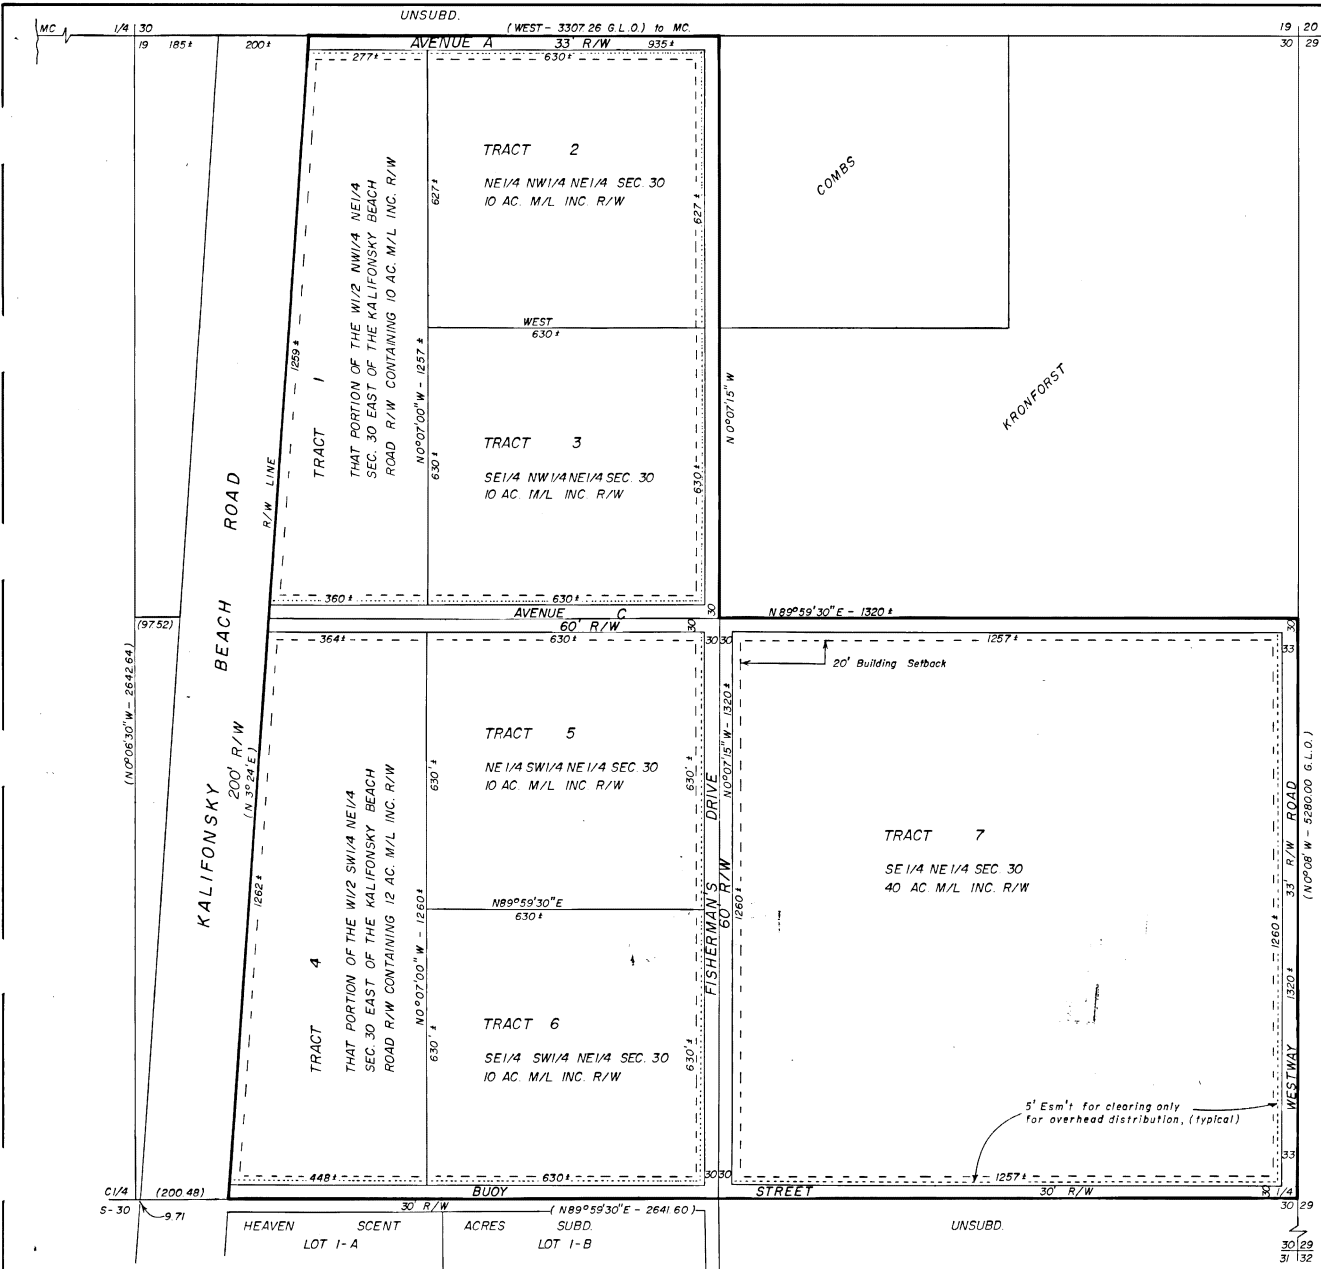 UNSUBD.
MC 1/4 30 (WEST - 3307.26 G.L.O.) to MC. 19 20
19 185± 200± AVENUE A 33' R/W 935± 30 29
277± 630±
TRACT 2
NE1/4 NW1/4 NE1/4 SEC. 30
10 AC. M/L INC. R/W
627±
627±
COMBS
TRACT 1
THAT PORTION OF THE W1/2 NW1/4 NE1/4
SEC. 30 EAST OF THE KALIFONSKY BEACH
ROAD R/W CONTAINING 10 AC. M/L INC. R/W
1259±
N0°07'00"W - 1257±
WEST
630±
N 0°07'15" W
KRONFORST
TRACT 3
SE1/4 NW1/4 NE1/4 SEC. 30
10 AC. M/L INC. R/W
630±
630±
R/W LINE
KALIFONSKY BEACH ROAD
200' R/W
(N 3°24'E)
360± 630±
AVENUE C 30 N 89°59'30"E - 1320±
60' R/W 30 30
(97.52)
(N0°06'30"W - 2642.64)
364± 630± 30 30 1257± 33
20' Building Setback
TRACT 5
NE1/4 SW1/4 NE1/4 SEC. 30
10 AC. M/L INC. R/W
630'±
630'±
N0°07'15"W - 1320±
FISHERMAN'S DRIVE
60' R/W
1260±
TRACT 4
THAT PORTION OF THE W1/2 SW1/4 NE1/4
SEC. 30 EAST OF THE KALIFONSKY BEACH
ROAD R/W CONTAINING 12 AC. M/L INC. R/W
1262±
N0°07'00"W - 1260±
N89°59'30"E
630±
TRACT 7
SE1/4 NE1/4 SEC. 30
40 AC. M/L INC. R/W
1260±
WESTWAY ROAD
1320± 33' R/W
(N0°08'W - 5280.00 G.L.O.)
TRACT 6
SE1/4 SW1/4 NE1/4 SEC. 30
10 AC. M/L INC. R/W
630'±
630'±
5' Esm't for clearing only
for overhead distribution, (typical)
33
448± 630± 30 30 1257±
C1/4 (200.48) BUOY STREET 30' R/W 30 1/4
S-30 9.71 30' R/W (N89°59'30"E - 2641.60) 30 29
HEAVEN SCENT ACRES SUBD. UNSUBD.
LOT 1-A LOT 1-B
30 29
31 32